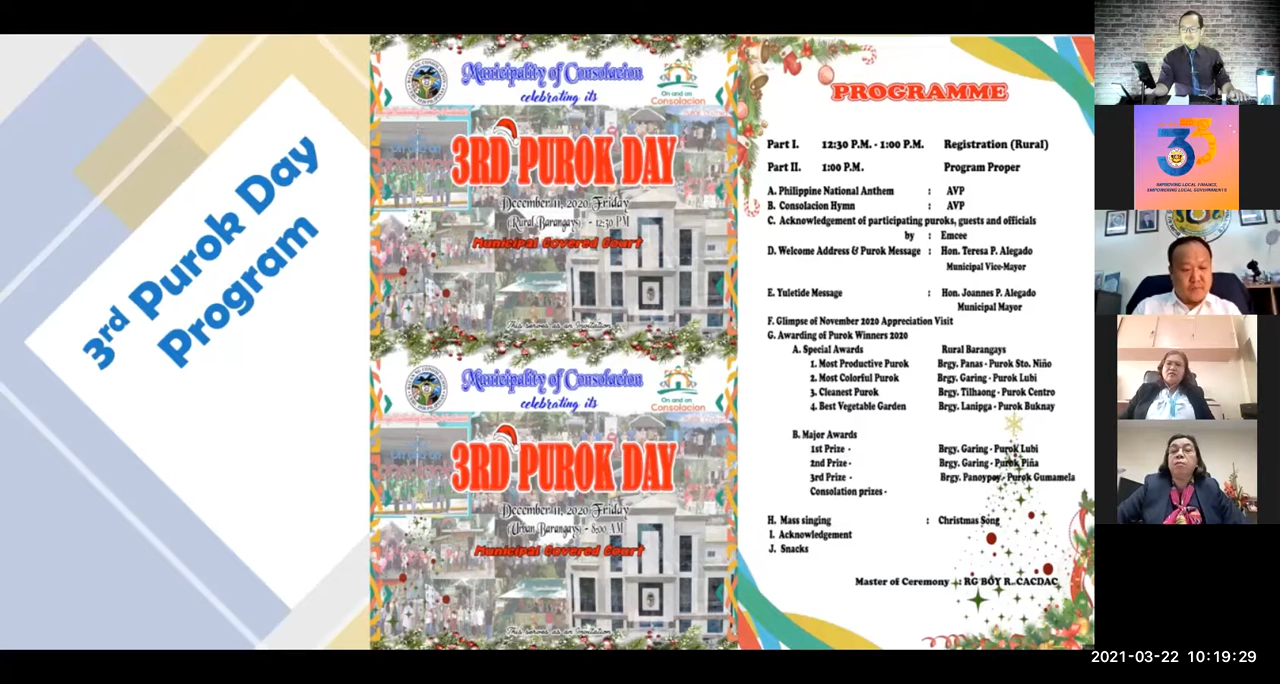 3rd Purok Day
Program
Municipality of Consolacion
celebrating its
On and on
Consolacion
3RD PUROK DAY
December 11, 2020 Friday
(Rural Barangays) - 12:30 PM
Municipal Covered Court
This serves as an Invitation
Municipality of Consolacion
celebrating its
On and on
Consolacion
3RD PUROK DAY
December 11, 2020 Friday
(Urban Barangays) - 8:00 AM
Municipal Covered Court
This serves as an Invitation
PROGRAMME
Part I. 12:30 P.M. - 1:00 P.M. Registration (Rural)
Part II. 1:00 P.M. Program Proper
A. Philippine National Anthem : AVP
B. Consolacion Hymn : AVP
C. Acknowledgement of participating puroks, guests and officials
by : Emcee
D. Welcome Address & Purok Message : Hon. Teresa P. Alegado
Municipal Vice-Mayor
E. Yuletide Message : Hon. Joannes P. Alegado
Municipal Mayor
F. Glimpse of November 2020 Appreciation Visit
G. Awarding of Purok Winners 2020
A. Special Awards Rural Barangays
1. Most Productive Purok Brgy. Panas - Purok Sto. Niño
2. Most Colorful Purok Brgy. Garing - Purok Lubi
3. Cleanest Purok Brgy. Tilhaong - Purok Centro
4. Best Vegetable Garden Brgy. Lanipga - Purok Buknay
B. Major Awards
1st Prize - Brgy. Garing - Purok Lubi
2nd Prize - Brgy. Garing - Purok Piña
3rd Prize - Brgy. Panoypoy - Purok Gumamela
Consolation prizes -
H. Mass singing : Christmas Song
I. Acknowledgement
J. Snacks
Master of Ceremony : RG BOY R. CACDAC
33
IMPROVING LOCAL FINANCE,
EMPOWERING LOCAL GOVERNMENTS
2021-03-22 10:19:29